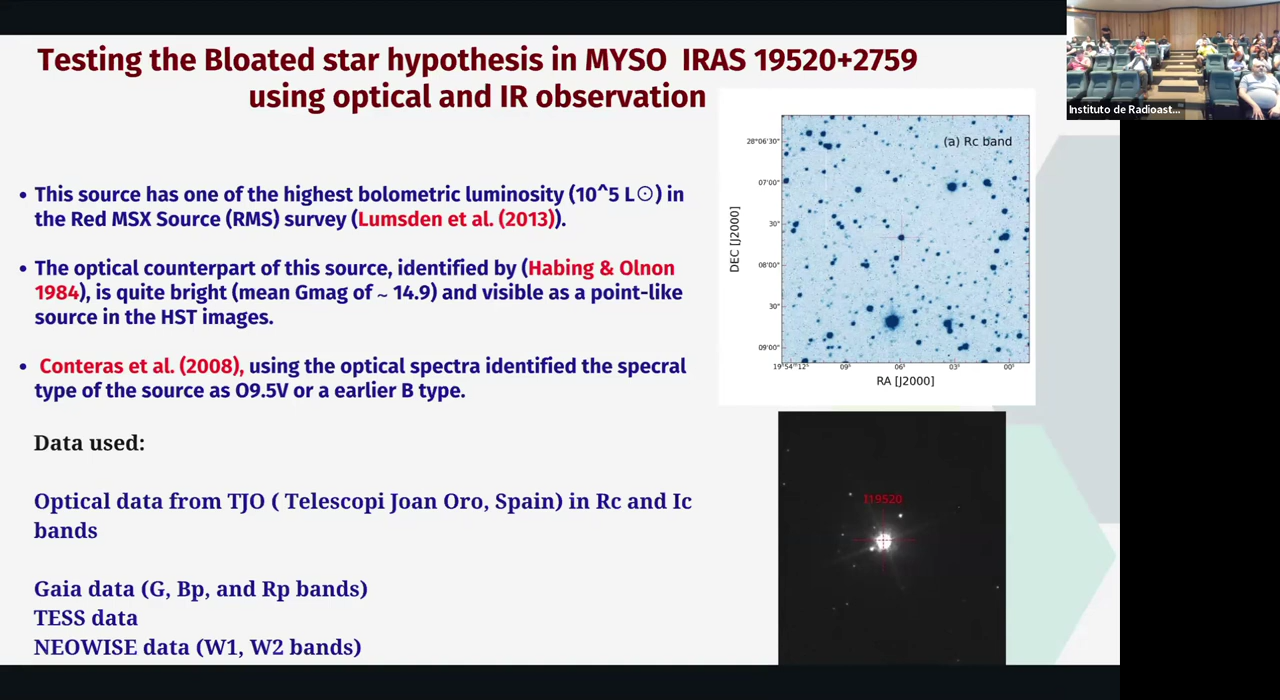 Testing the Bloated star hypothesis in MYSO IRAS 19520+2759
using optical and IR observation
• This source has one of the highest bolometric luminosity (10^5 L☉) in
the Red MSX Source (RMS) survey (Lumsden et al. (2013)).
• The optical counterpart of this source, identified by (Habing & Olnon
1984), is quite bright (mean Gmag of ~ 14.9) and visible as a point-like
source in the HST images.
• Conteras et al. (2008), using the optical spectra identified the specral
type of the source as O9.5V or a earlier B type.
Data used:
Optical data from TJO ( Telescopi Joan Oro, Spain) in Rc and Ic
bands
Gaia data (G, Bp, and Rp bands)
TESS data
NEOWISE data (W1, W2 bands)
(a) Rc band
28°06'30"
07'00"
30"
08'00"
30"
09'00"
DEC [J2000]
19ʰ54ᵐ12ˢ 09ˢ 06ˢ 03ˢ 00ˢ
RA [J2000]
I19520
Instituto de Radioast...